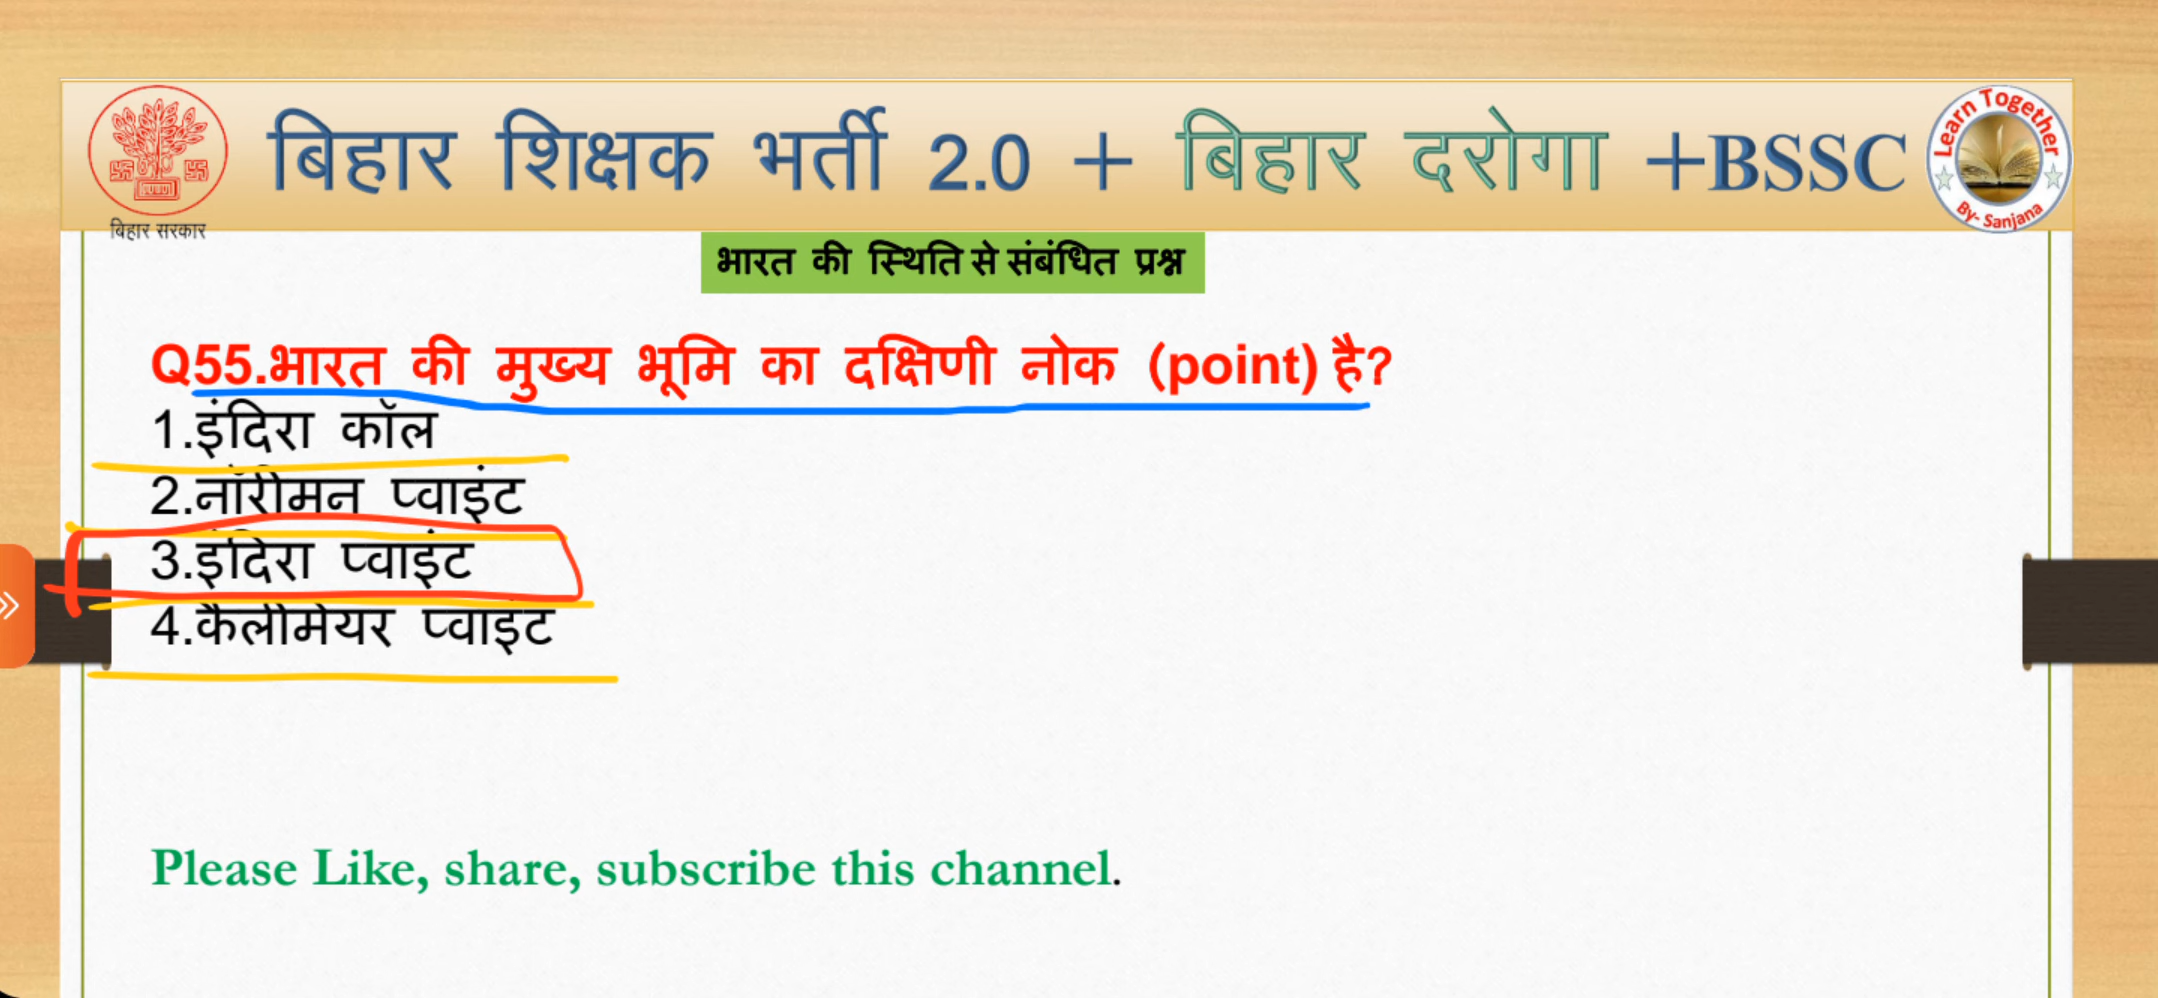 बिहार शिक्षक भर्ती 2.0 + बिहार दरोगा +BSSC
Learn Together
By- Sanjana
बिहार सरकार
भारत की स्थिति से संबंधित प्रश्न
Q55.भारत की मुख्य भूमि का दक्षिणी नोक (point) है?
1.इंदिरा कॉल
2.नॉरीमन प्वाइंट
3.इंदिरा प्वाइंट
4.कैलीमेयर प्वाइंट
Please Like, share, subscribe this channel.